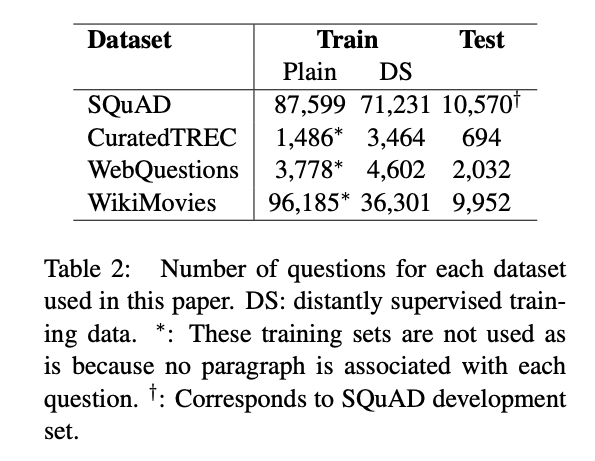 Dataset Train Test
Plain DS
SQuAD 87,599 71,231 10,570†
CuratedTREC 1,486* 3,464 694
WebQuestions 3,778* 4,602 2,032
WikiMovies 96,185* 36,301 9,952
Table 2: Number of questions for each dataset
used in this paper. DS: distantly supervised train-
ing data. *: These training sets are not used as
is because no paragraph is associated with each
question. †: Corresponds to SQuAD development
set.